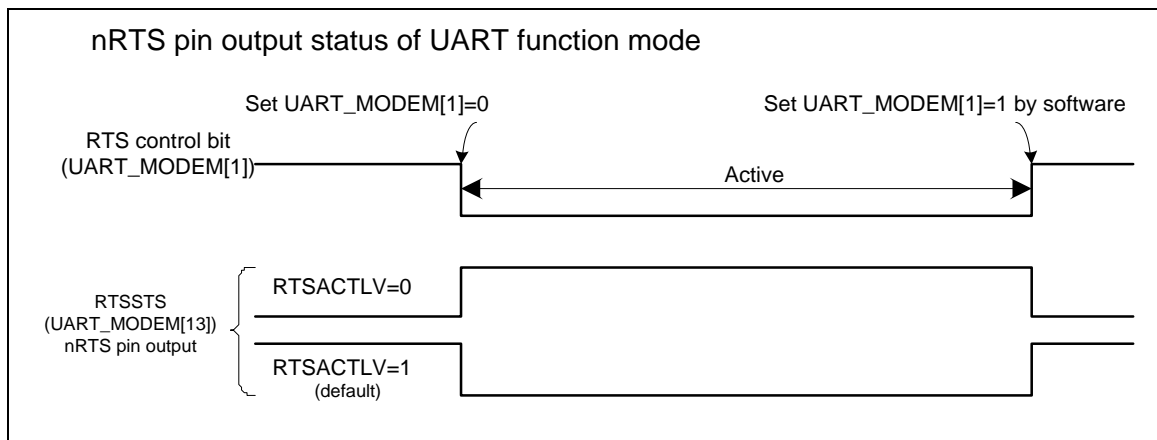 nRTS pin output status of UART function mode
Set UART_MODEM[1]=0
Set UART_MODEM[1]=1 by software
RTS control bit
(UART_MODEM[1])
Active
RTSACTLV=0
RTSSTS
(UART_MODEM[13])
nRTS pin output
RTSACTLV=1
(default)